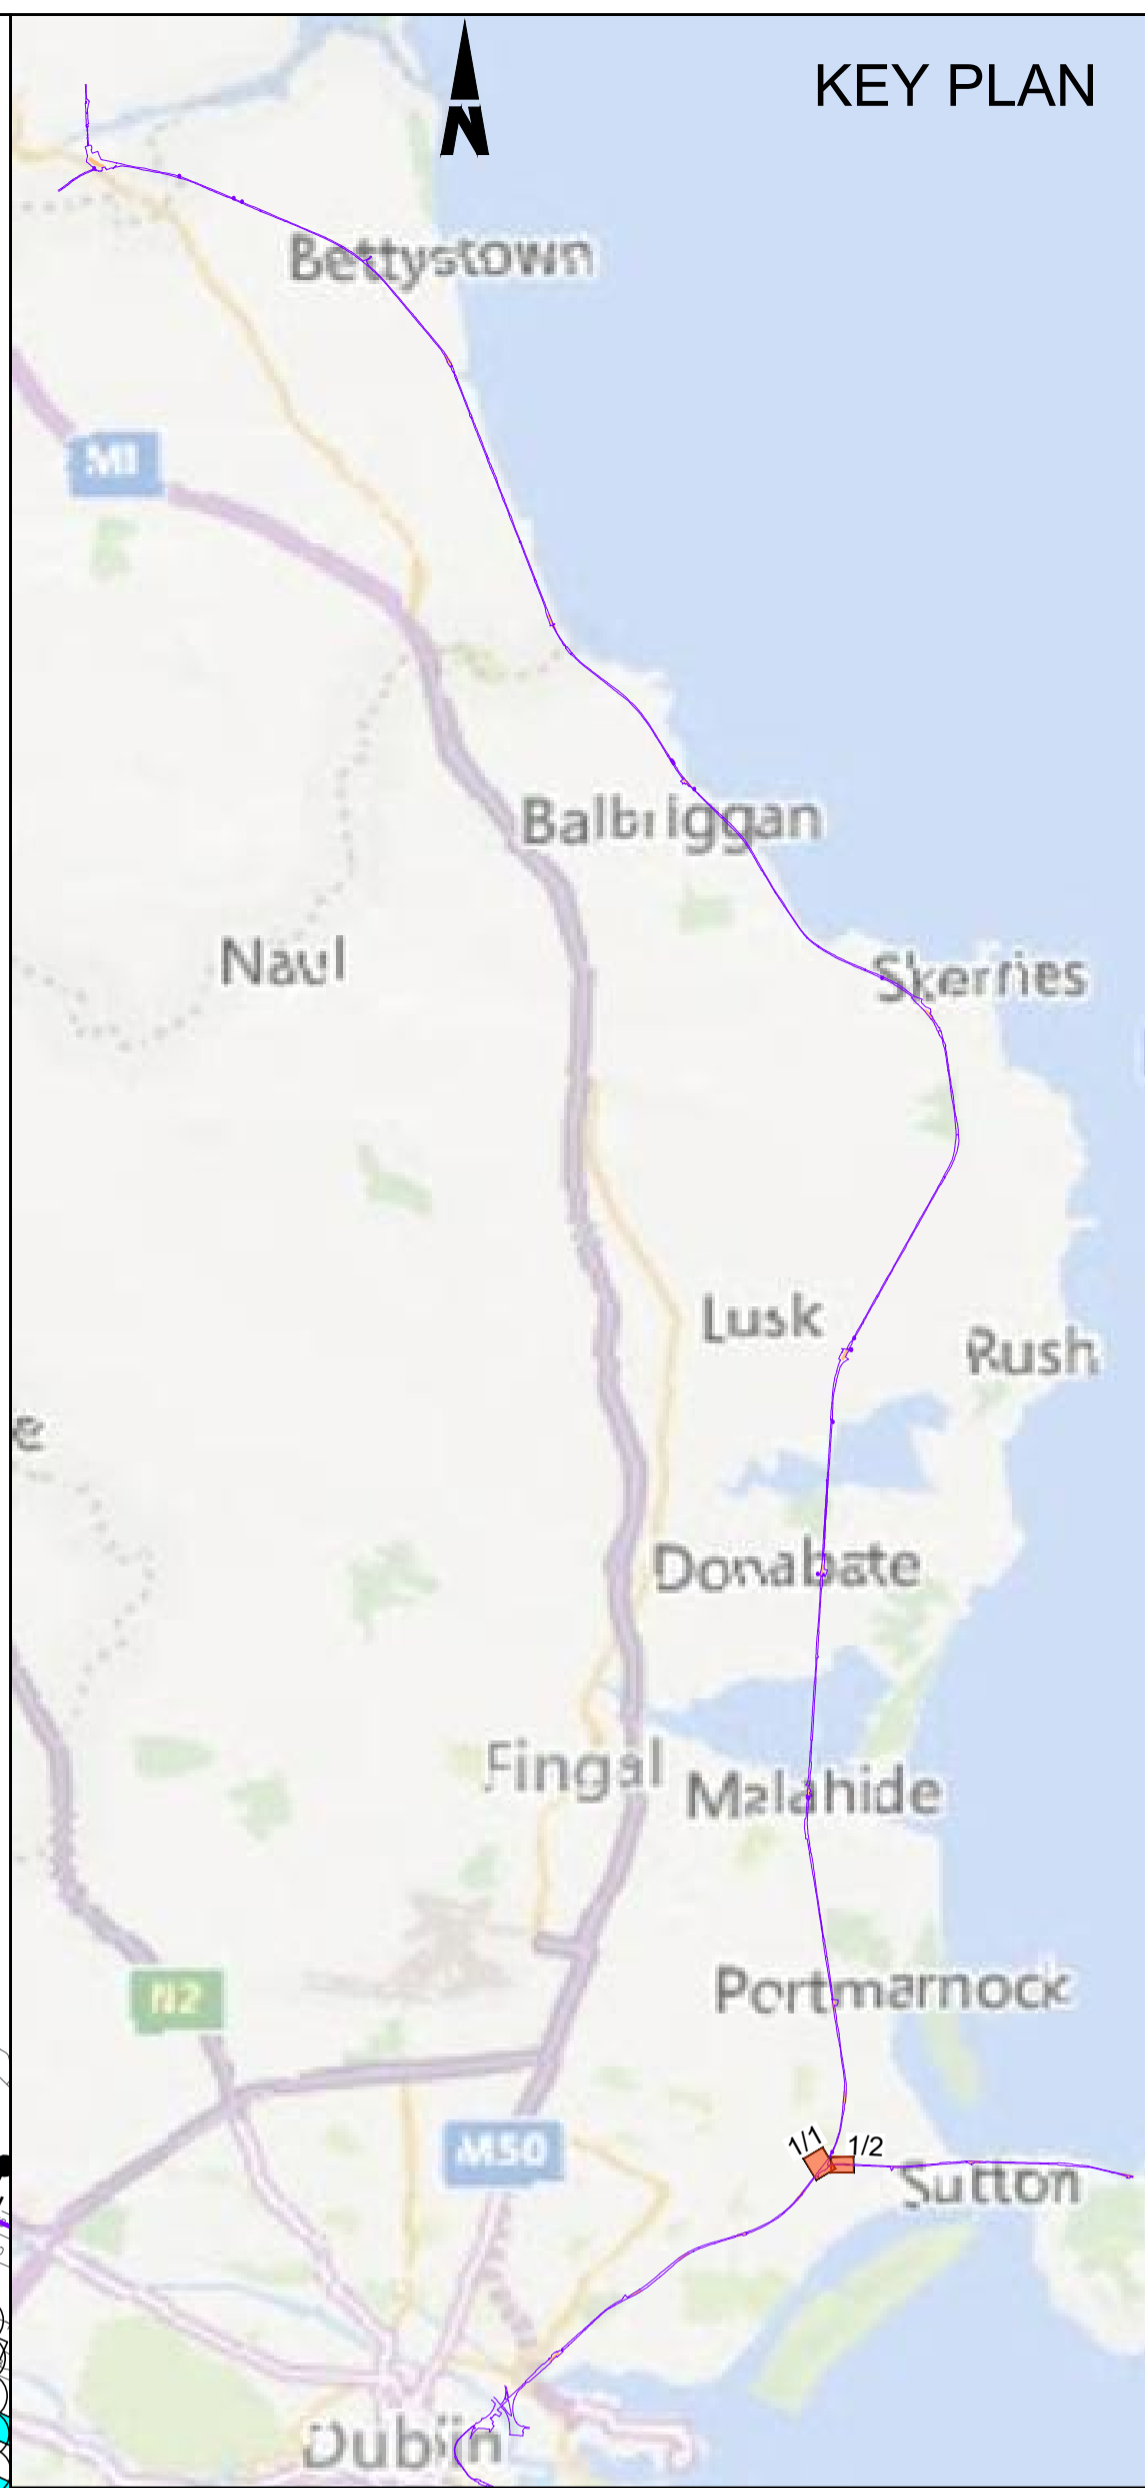 KEY PLAN
N
Bettystown
M1
Balbriggan
Naul
Skerries
Lusk
Rush
e
Donabate
Fingal
Malahide
N2
Portmarnock
M50
1/1
1/2
Sutton
Dublin